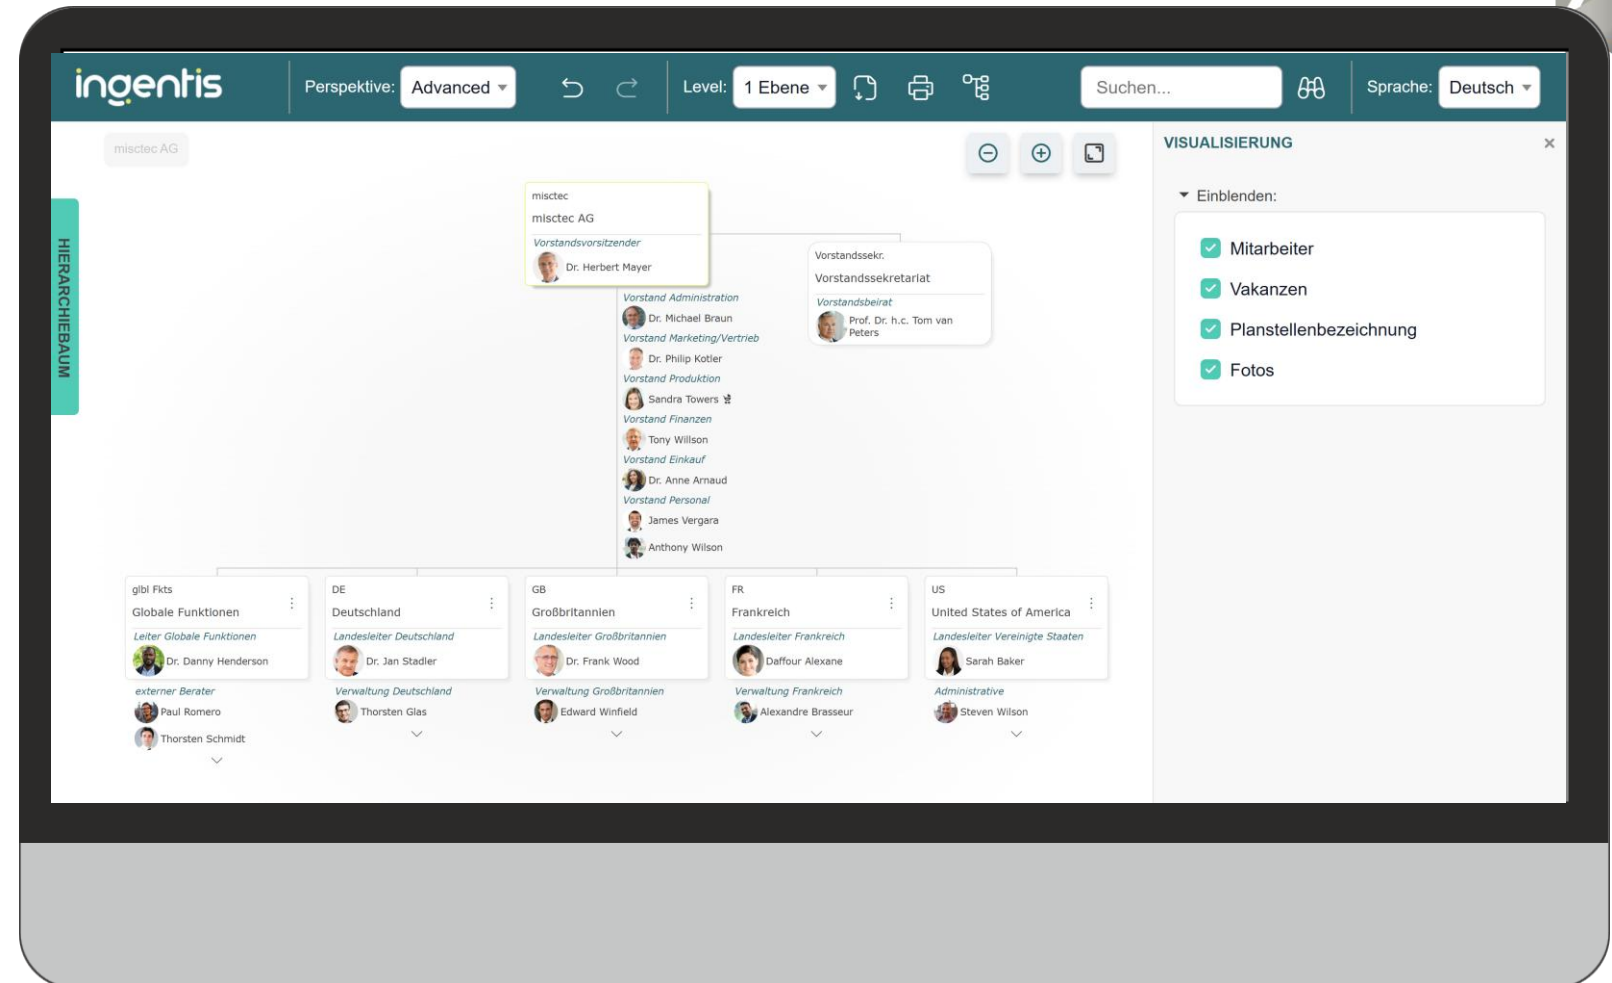 ingentis
Perspektive: Advanced
Level: 1 Ebene
Suchen...
Sprache: Deutsch
misctec AG
HIERARCHIEBAUM
misctec
misctec AG
Vorstandsvorsitzender
Dr. Herbert Mayer
Vorstandssekr.
Vorstandssekretariat
Vorstandsbeirat
Prof. Dr. h.c. Tom van
Peters
Vorstand Administration
Dr. Michael Braun
Vorstand Marketing/Vertrieb
Dr. Philip Kotler
Vorstand Produktion
Sandra Towers
Vorstand Finanzen
Tony Willson
Vorstand Einkauf
Dr. Anne Arnaud
Vorstand Personal
James Vergara
Anthony Wilson
glbl Fkts
Globale Funktionen
Leiter Globale Funktionen
Dr. Danny Henderson
externer Berater
Paul Romero
Thorsten Schmidt
DE
Deutschland
Landesleiter Deutschland
Dr. Jan Stadler
Verwaltung Deutschland
Thorsten Glas
GB
Großbritannien
Landesleiter Großbritannien
Dr. Frank Wood
Verwaltung Großbritannien
Edward Winfield
FR
Frankreich
Landesleiter Frankreich
Daffour Alexane
Verwaltung Frankreich
Alexandre Brasseur
US
United States of America
Landesleiter Vereinigte Staaten
Sarah Baker
Administrative
Steven Wilson
VISUALISIERUNG
Einblenden:
Mitarbeiter
Vakanzen
Planstellenbezeichnung
Fotos